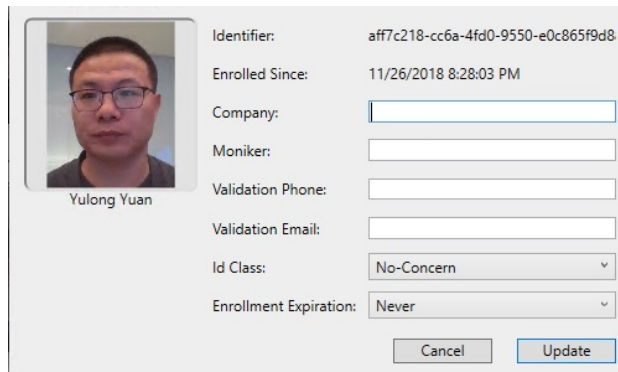 Yulong Yuan
Identifier: aff7c218-cc6a-4fd0-9550-e0c865f9d8
Enrolled Since: 11/26/2018 8:28:03 PM
Company:
Moniker:
Validation Phone:
Validation Email:
Id Class: No-Concern
Enrollment Expiration: Never
Cancel Update